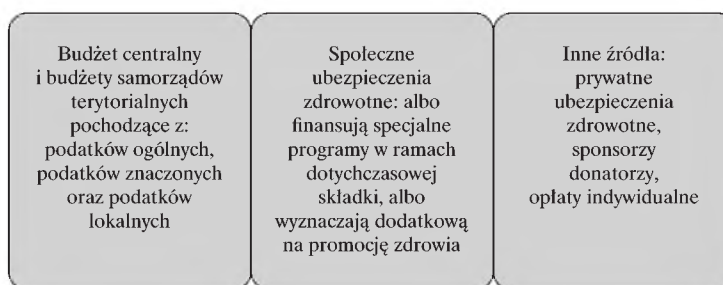 Budżet centralny
i budżety samorządów
terytorialnych
pochodzące z:
podatków ogólnych,
podatków znaczonych
oraz podatków
lokalnych
Społeczne
ubezpieczenia
zdrowotne: albo
finansują specjalne
programy w ramach
dotychczasowej
składki, albo
wyznaczają dodatkową
na promocję zdrowia
Inne źródła:
prywatne
ubezpieczenia
zdrowotne,
sponsorzy
donatorzy,
opłaty indywidualne